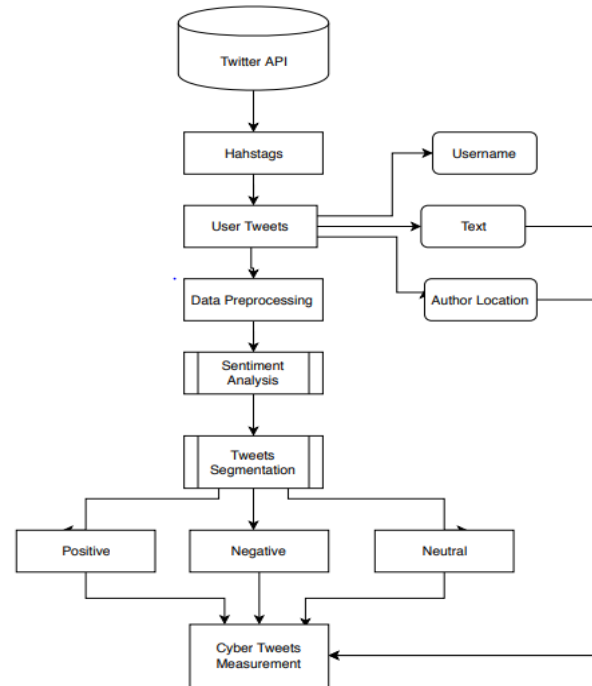 Twitter API
Hahstags
Username
User Tweets
Text
Data Preprocessing
Author Location
Sentiment
Analysis
Tweets
Segmentation
Positive
Negative
Neutral
Cyber Tweets
Measurement